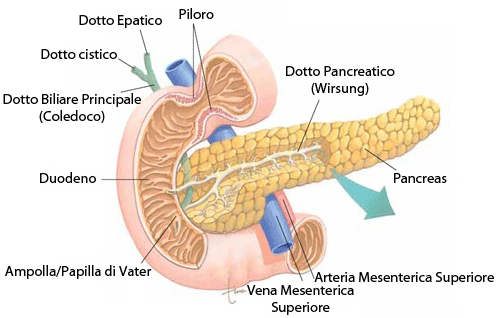 Dotto Epatico
Piloro
Dotto cistico
Dotto Pancreatico
(Wirsung)
Dotto Biliare Principale
(Coledoco)
Duodeno
Pancreas
Ampolla/Papilla di Vater
Arteria Mesenterica Superiore
Vena Mesenterica
Superiore